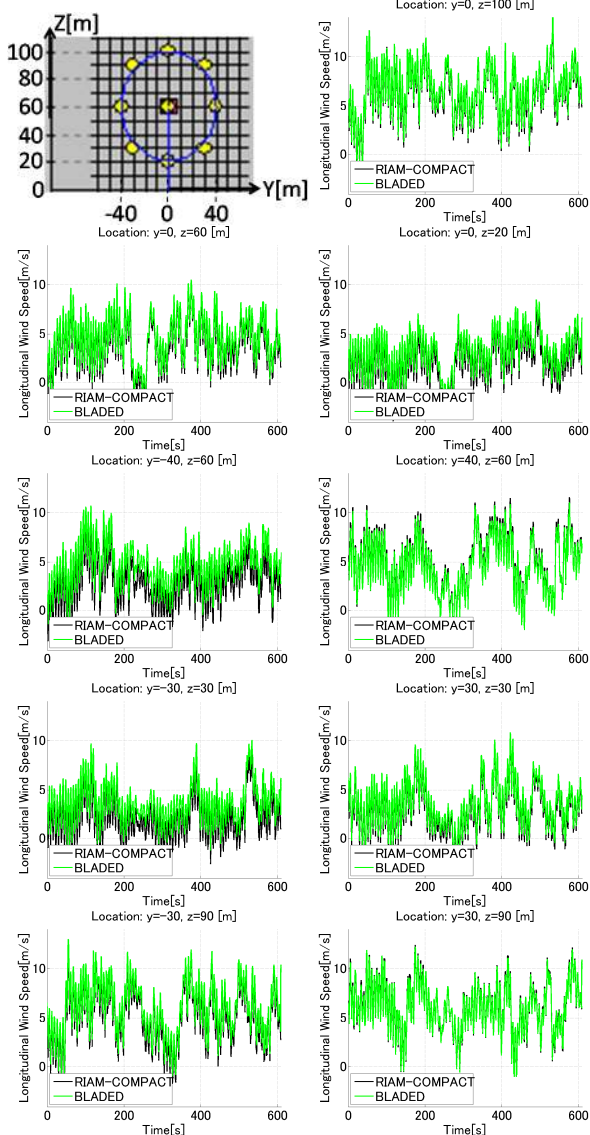 Z[m]
100
80
60
40
20
0
Y[m]
-40 0 40
Location: y=0, z=100 [m]
Longitudinal Wind Speed[m/s]
10
5
0
RIAM-COMPACT
BLADED
0 200 400 600
Time[s]
Location: y=0, z=60 [m]
Longitudinal Wind Speed[m/s]
10
5
0
RIAM-COMPACT
BLADED
0 200 400 600
Time[s]
Location: y=0, z=20 [m]
Longitudinal Wind Speed[m/s]
10
5
0
RIAM-COMPACT
BLADED
0 200 400 600
Time[s]
Location: y=-40, z=60 [m]
Longitudinal Wind Speed[m/s]
10
5
0
RIAM-COMPACT
BLADED
0 200 400 600
Time[s]
Location: y=40, z=60 [m]
Longitudinal Wind Speed[m/s]
10
5
0
RIAM-COMPACT
BLADED
0 200 400 600
Time[s]
Location: y=-30, z=30 [m]
Longitudinal Wind Speed[m/s]
10
5
0
RIAM-COMPACT
BLADED
0 200 400 600
Time[s]
Location: y=30, z=30 [m]
Longitudinal Wind Speed[m/s]
10
5
0
RIAM-COMPACT
BLADED
0 200 400 600
Time[s]
Location: y=-30, z=90 [m]
Longitudinal Wind Speed[m/s]
10
5
0
RIAM-COMPACT
BLADED
0 200 400 600
Time[s]
Location: y=30, z=90 [m]
Longitudinal Wind Speed[m/s]
10
5
0
RIAM-COMPACT
BLADED
0 200 400 600
Time[s]